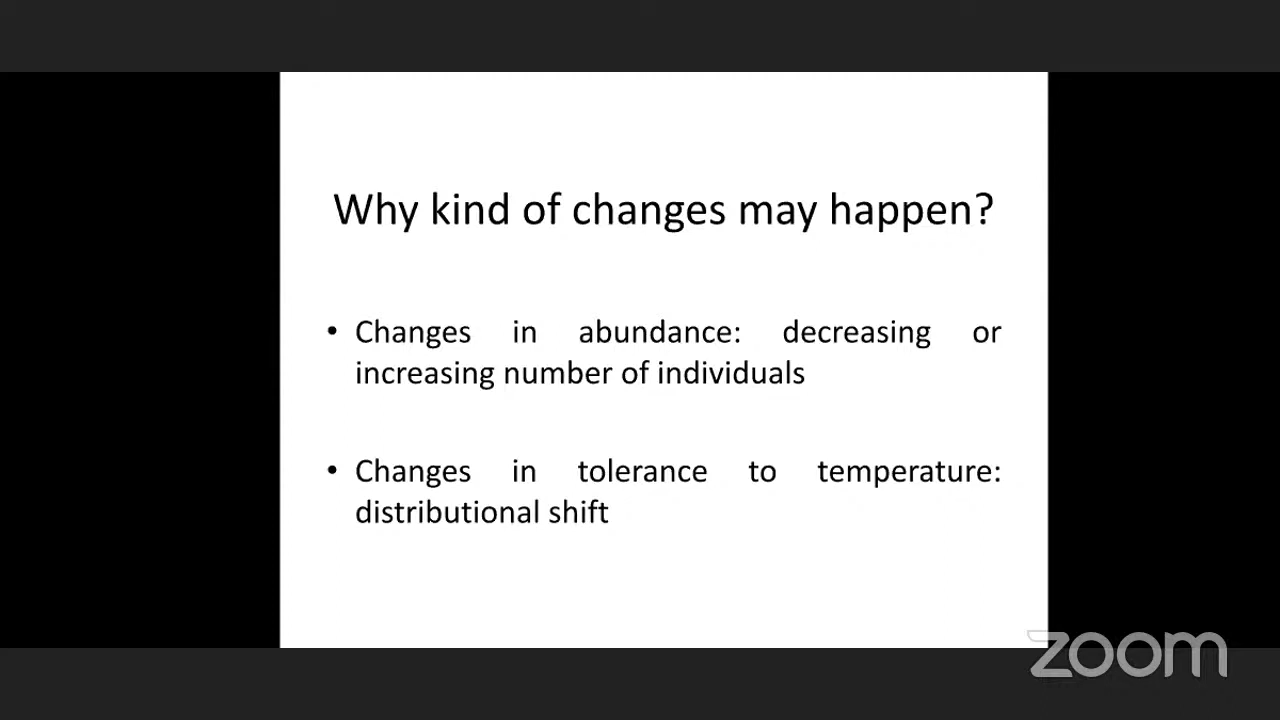 Why kind of changes may happen?
• Changes in abundance: decreasing or
increasing number of individuals
• Changes in tolerance to temperature:
distributional shift
zoom